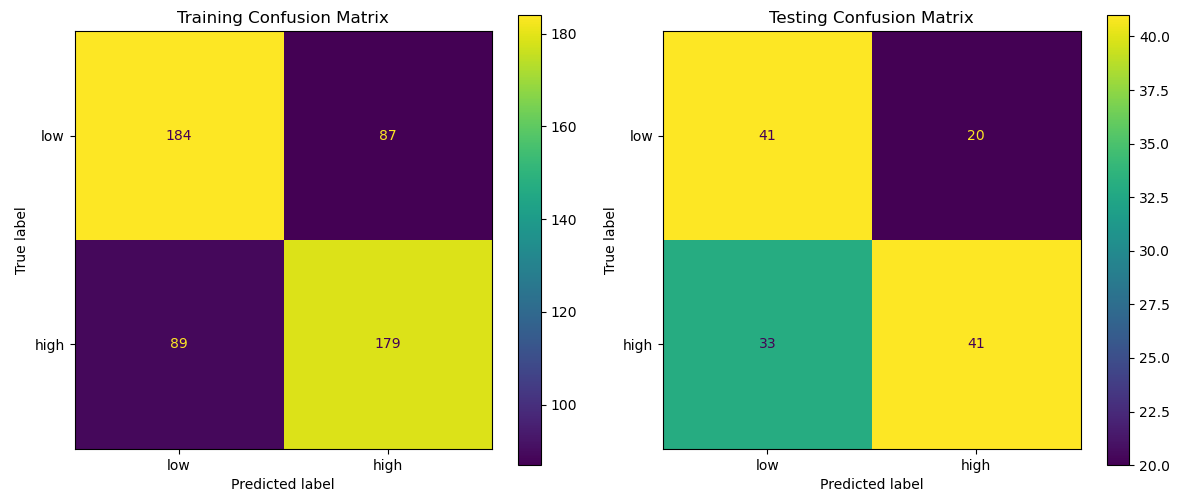 Training Confusion Matrix
low
high
True label
184
87
89
179
low
high
Predicted label
180
160
140
120
100
Testing Confusion Matrix
low
high
True label
41
20
33
41
low
high
Predicted label
40.0
37.5
35.0
32.5
30.0
27.5
25.0
22.5
20.0